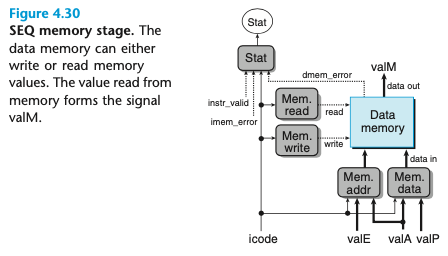 Figure 4.30
SEQ memory stage. The
data memory can either
write or read memory
values. The value read from
memory forms the signal
valM.
Stat
Stat
dmem_error
valM
data out
instr_valid
imem_error
Mem.
read
read
Data
memory
Mem.
write
write
data in
Mem.
addr
Mem.
data
icode
valE
valA
valP